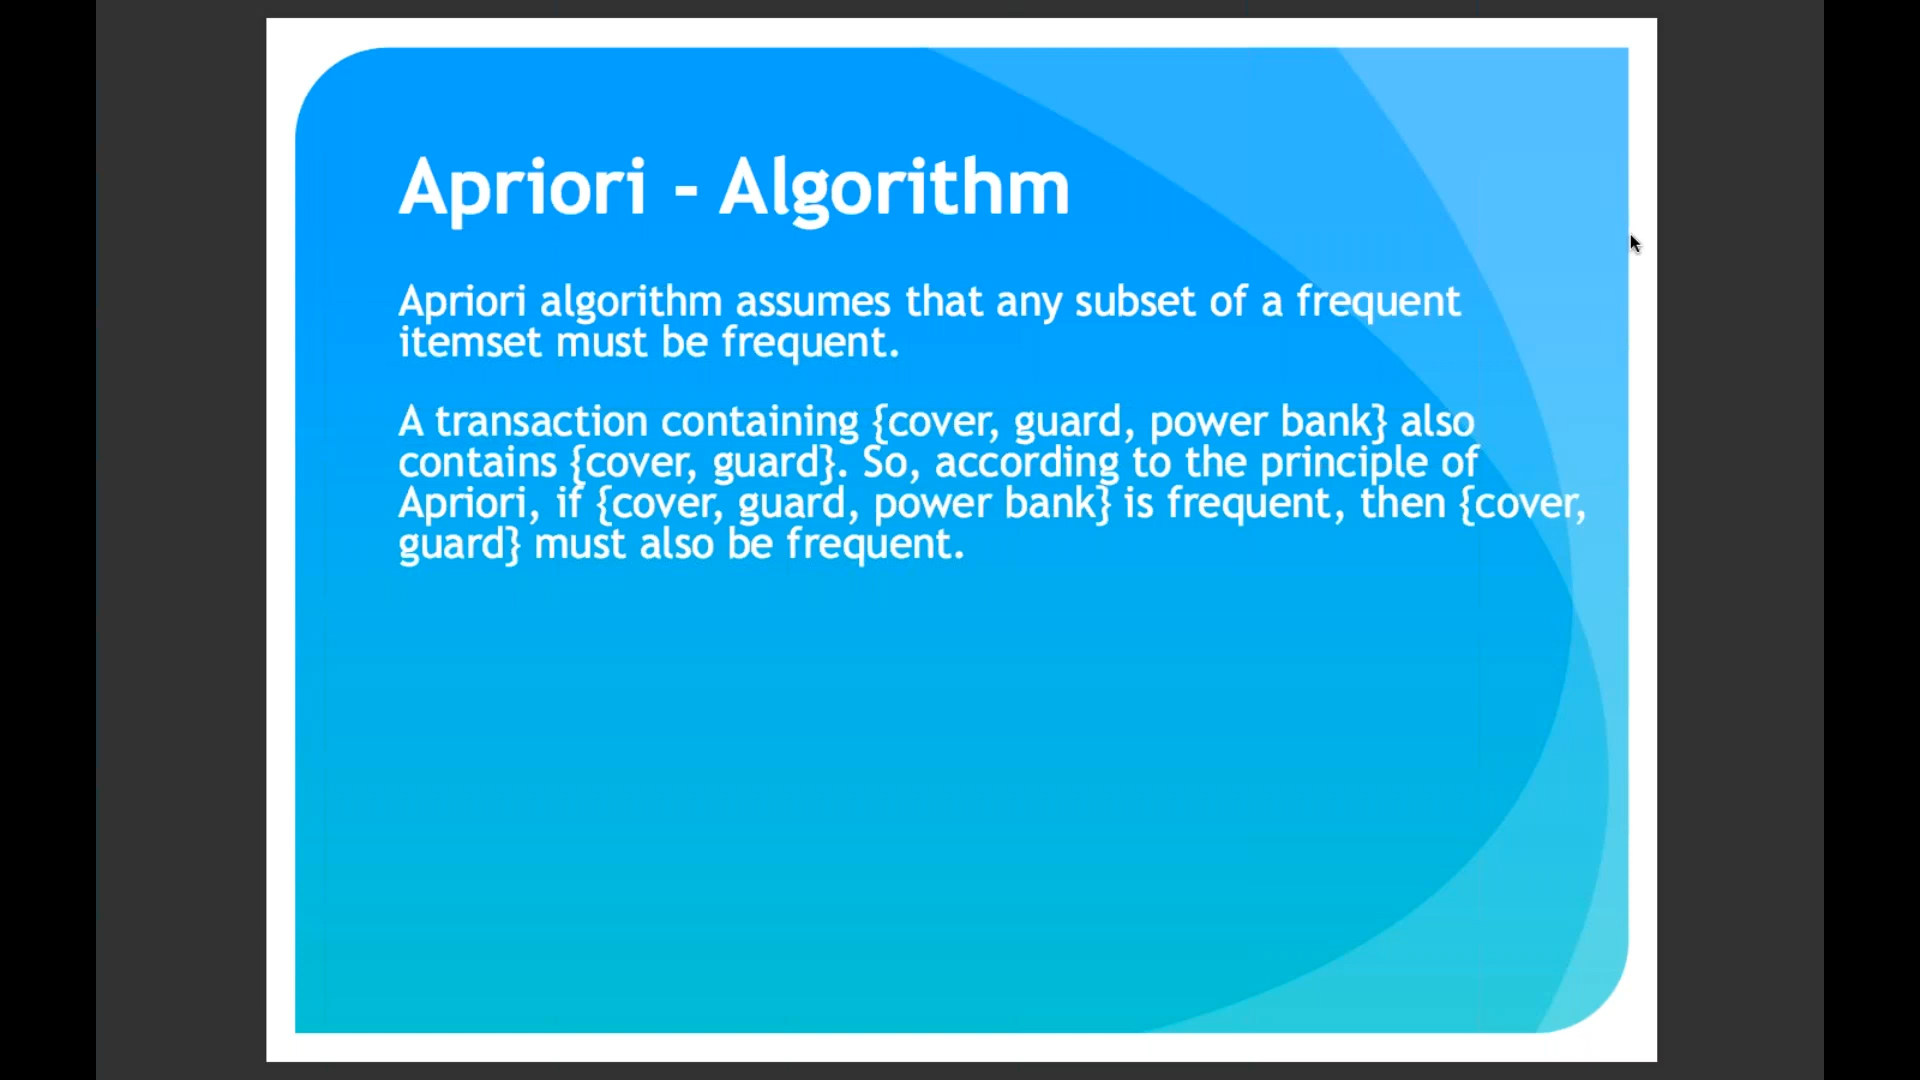 Apriori - Algorithm
Apriori algorithm assumes that any subset of a frequent
itemset must be frequent.
A transaction containing {cover, guard, power bank} also
contains {cover, guard}. So, according to the principle of
Apriori, if {cover, guard, power bank} is frequent, then {cover,
guard} must also be frequent.